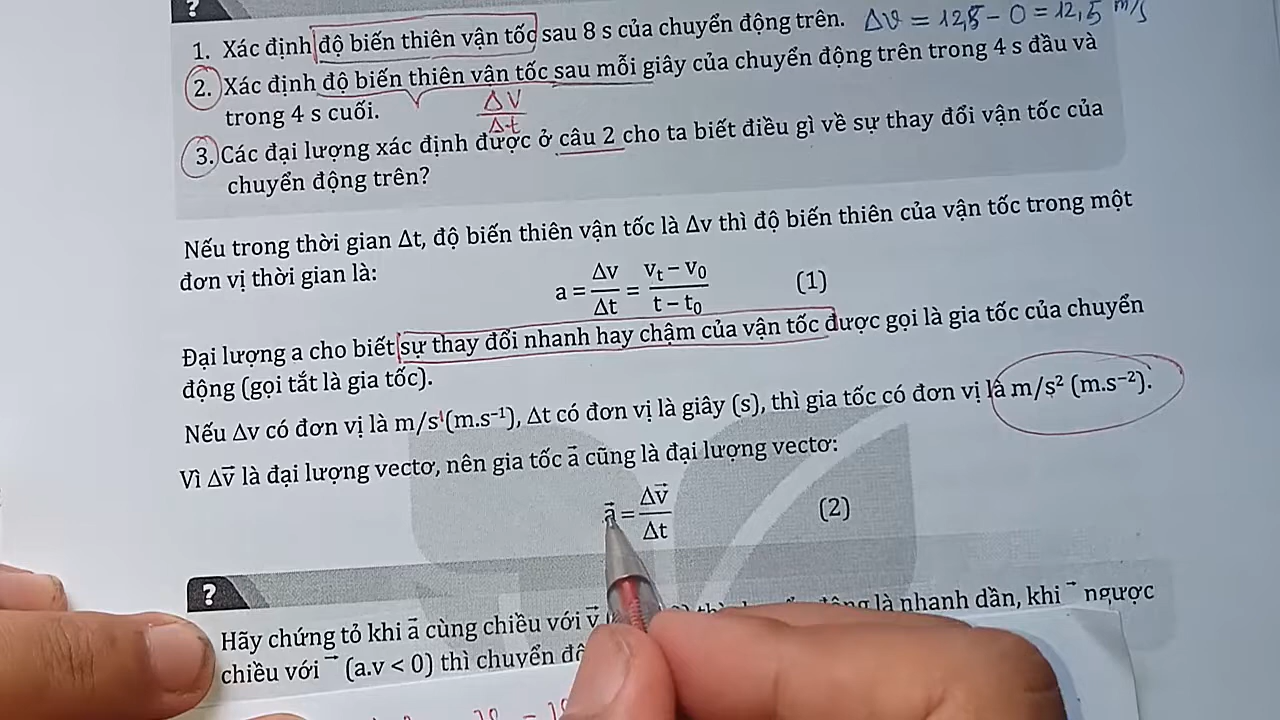 ?
1. Xác định độ biến thiên vận tốc sau 8 s của chuyển động trên. Δv = 12,5 - 0 = 12,5 m/s
2. Xác định độ biến thiên vận tốc sau mỗi giây của chuyển động trên trong 4 s đầu và
trong 4 s cuối. ΔV/Δt
3. Các đại lượng xác định được ở câu 2 cho ta biết điều gì về sự thay đổi vận tốc của
chuyển động trên?
Nếu trong thời gian Δt, độ biến thiên vận tốc là Δv thì độ biến thiên của vận tốc trong một
đơn vị thời gian là:
a = Δv/Δt = (vₜ – v₀)/(t – t₀) (1)
Đại lượng a cho biết sự thay đổi nhanh hay chậm của vận tốc được gọi là gia tốc của chuyển
động (gọi tắt là gia tốc).
Nếu Δv có đơn vị là m/s (m.s⁻¹), Δt có đơn vị là giây (s), thì gia tốc có đơn vị là m/s² (m.s⁻²).
Vì Δv⃗ là đại lượng vectơ, nên gia tốc a⃗ cũng là đại lượng vectơ:
a⃗ = Δv⃗/Δt (2)
?
Hãy chứng tỏ khi a⃗ cùng chiều với v⃗ là nhanh dần, khi ⃗ ngược
chiều với ⃗ (a.v < 0) thì chuyển